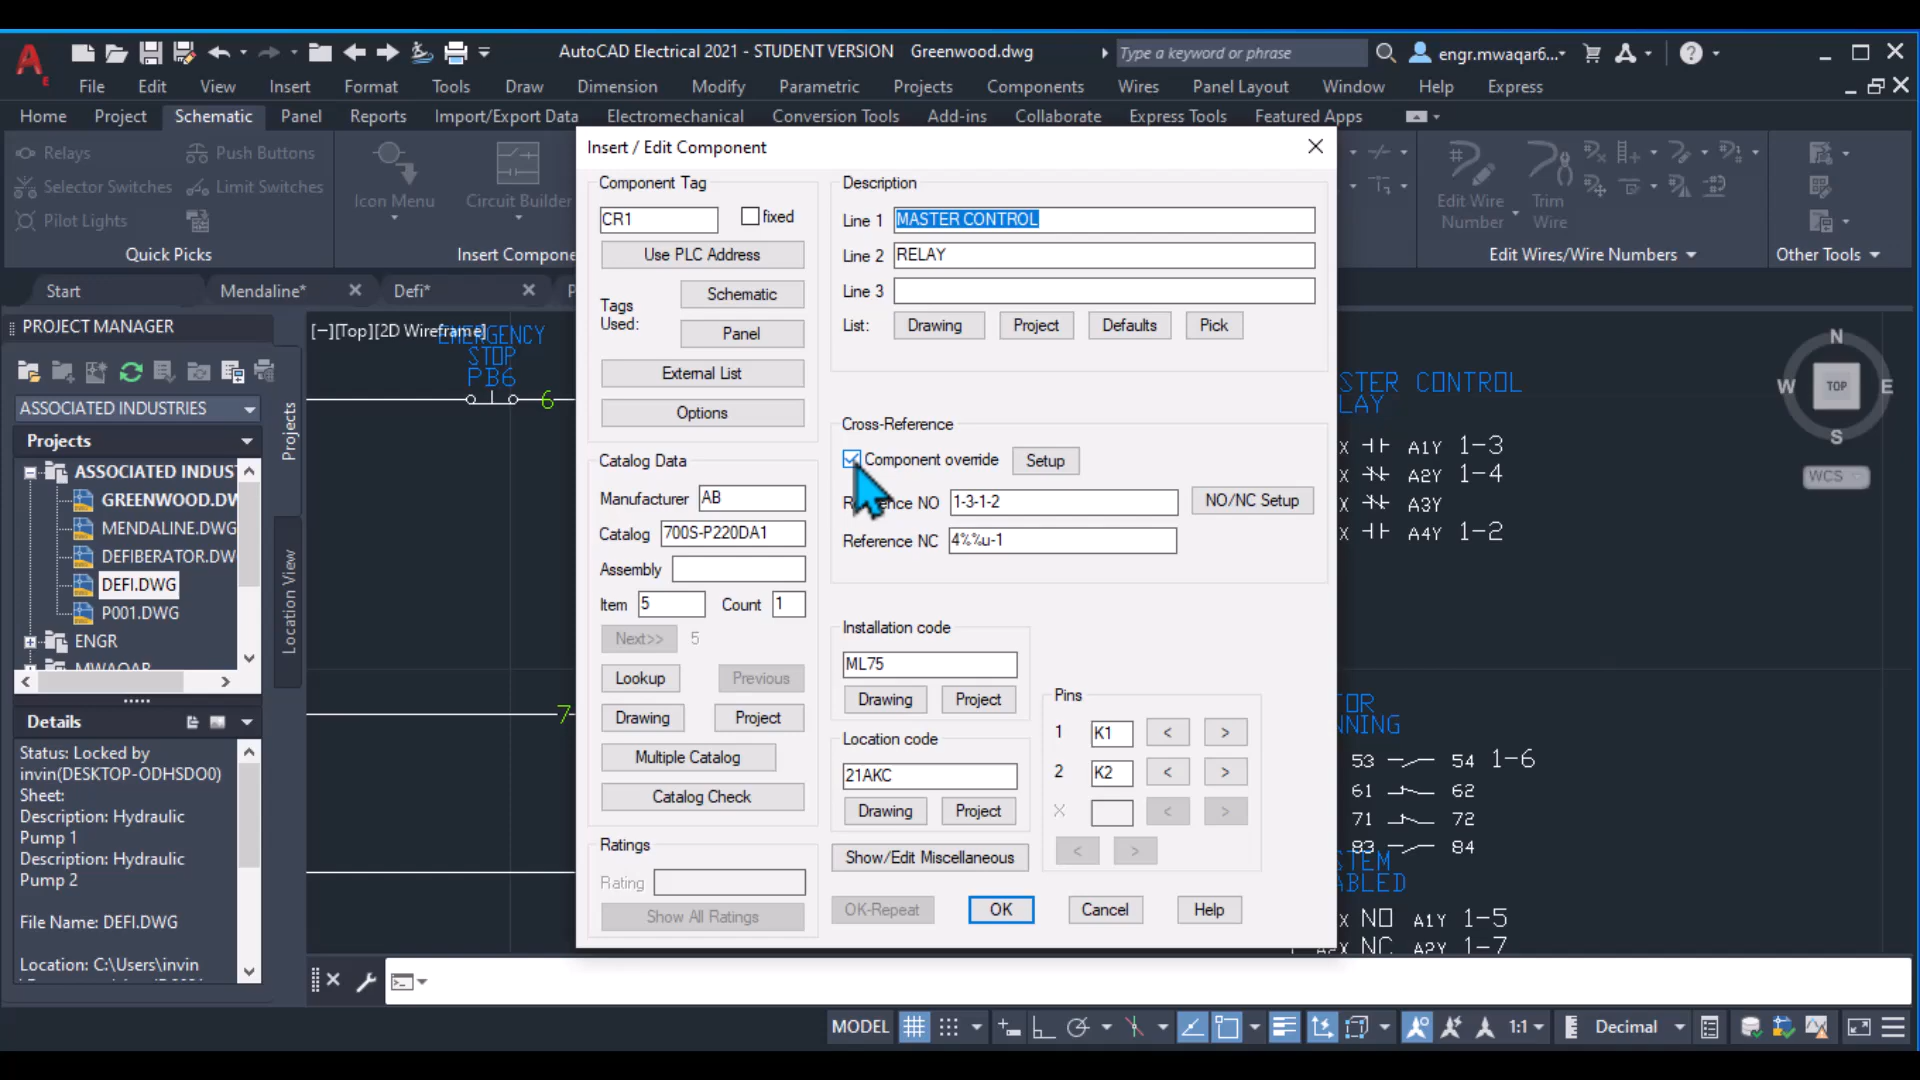 AutoCAD Electrical 2021 - STUDENT VERSION Greenwood.dwg
Type a keyword or phrase
engr.mwaqar6...
File Edit View Insert Format Tools Draw Dimension Modify Parametric Projects Components Wires Panel Layout Window Help Express
Home Project Schematic Panel Reports Import/Export Data Electromechanical Conversion Tools Add-ins Collaborate Express Tools Featured Apps
Relays Push Buttons
Selector Switches Limit Switches
Pilot Lights
Quick Picks
Icon Menu
Circuit Builder
Edit Wire Number
Trim Wire
Edit Wires/Wire Numbers
Other Tools
Start Mendaline* Defi*
PROJECT MANAGER
ASSOCIATED INDUSTRIES
Projects
GREENWOOD.DW
MENDALINE.DWG
DEFIBERATOR.DW
DEFI.DWG
P001.DWG
ENGR
Projects
Location View
Details
Status: Locked by
invin(DESKTOP-ODHSDO0)
Sheet:
Description: Hydraulic
Pump 1
Description: Hydraulic
Pump 2
File Name: DEFI.DWG
Location: C:\Users\invin
[−][Top][2D Wireframe]
EMERGENCY
STOP
PB6
6
7
Insert / Edit Component
Component Tag
CR1 fixed
Use PLC Address
Tags Used:
Schematic
Panel
External List
Options
Catalog Data
Manufacturer AB
Catalog 700S-P220DA1
Assembly
Item 5 Count 1
Next>> 5
Lookup Previous
Drawing Project
Multiple Catalog
Catalog Check
Ratings
Rating
Show All Ratings
Description
Line 1 MASTER CONTROL
Line 2 RELAY
Line 3
List: Drawing Project Defaults Pick
Cross-Reference
Component override Setup
Reference NO 1-3-1-2 NO/NC Setup
Reference NC 4%%u-1
Installation code
ML75
Drawing Project
Location code
21AKC
Drawing Project
Show/Edit Miscellaneous
Pins
1 K1 < >
2 K2 < >
X < >
< >
OK-Repeat OK Cancel Help
STER CONTROL
LAY
X A1Y 1-3
X A2Y 1-4
X A3Y
X A4Y 1-2
NNING
53 54 1-6
61 62
71 72
83 84
X NO A1Y 1-5
X NC A2Y 1-7
N
W TOP E
S
WCS
MODEL 1:1 Decimal